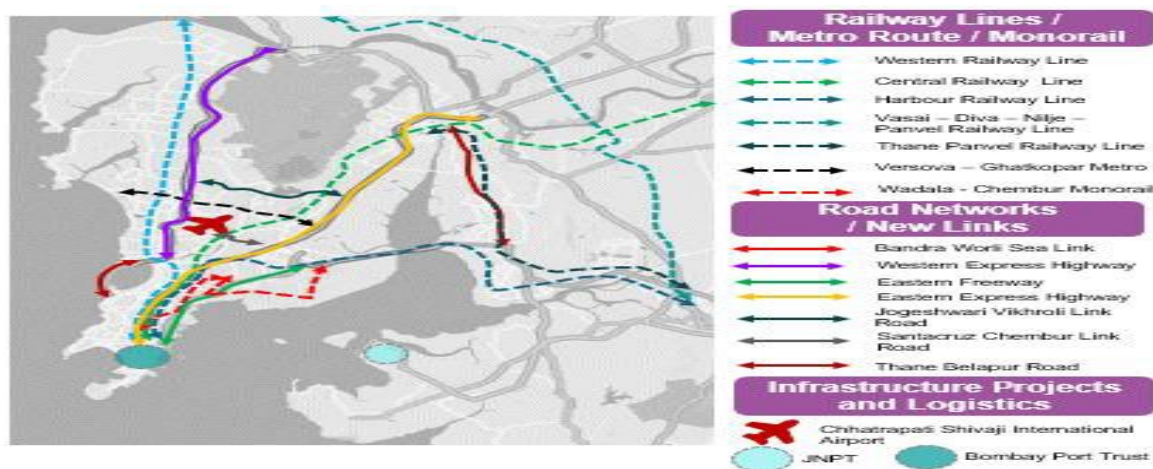 Railway Lines /
Metro Route / Monorail
Western Railway Line
Central Railway Line
Harbour Railway Line
Vasai – Diva – Nilje –
Panvel Railway Line
Thane Panvel Railway Line
Versova – Ghatkopar Metro
Wadala - Chembur Monorail
Road Networks
/ New Links
Bandra Worli Sea Link
Western Express Highway
Eastern Freeway
Eastern Express Highway
Jogeshwari Vikhroli Link
Road
Santacruz Chembur Link
Road
Thane Belapur Road
Infrastructure Projects
and Logistics
Chhatrapati Shivaji International
Airport
JNPT
Bombay Port Trust